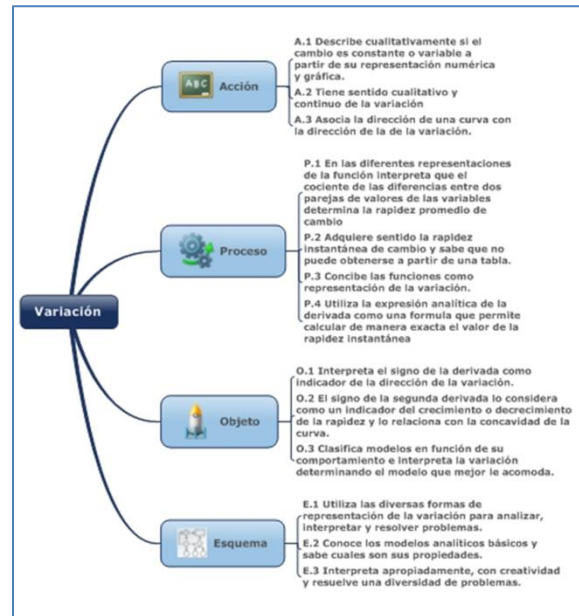 A.1 Describe cualitativamente si el
cambio es constante o variable a
partir de su representación numérica
y gráfica.
A.2 Tiene sentido cualitativo y
continuo de la variación
A.3 Asocia la dirección de una curva con
la dirección de la de la variación.
ABC
Acción
P.1 En las diferentes representaciones
de la función interpreta que el
cociente de las diferencias entre dos
parejas de valores de las variables
determina la rapidez promedio de
cambio
P.2 Adquiere sentido la rapidez
instantánea de cambio y sabe que no
puede obtenerse a partir de una tabla.
P.3 Concibe las funciones como
representación de la variación.
P.4 Utiliza la expresión analítica de la
derivada como una formula que permite
calcular de manera exacta el valor de la
rapidez instantánea
Proceso
Variación
O.1 Interpreta el signo de la derivada como
indicador de la dirección de la variación.
O.2 El signo de la segunda derivada lo considera
como un indicador del crecimiento o decrecimiento
de la rapidez y lo relaciona con la concavidad de la
curva.
O.3 Clasifica modelos en función de su
comportamiento e interpreta la variación
determinando el modelo que mejor le acomoda.
Objeto
E.1 Utiliza las diversas formas de
representación de la variación para analizar,
interpretar y resolver problemas.
E.2 Conoce los modelos analíticos básicos y
sabe cuales son sus propiedades.
E.3 Interpreta apropiadamente, con creatividad
y resuelve una diversidad de problemas.
Esquema